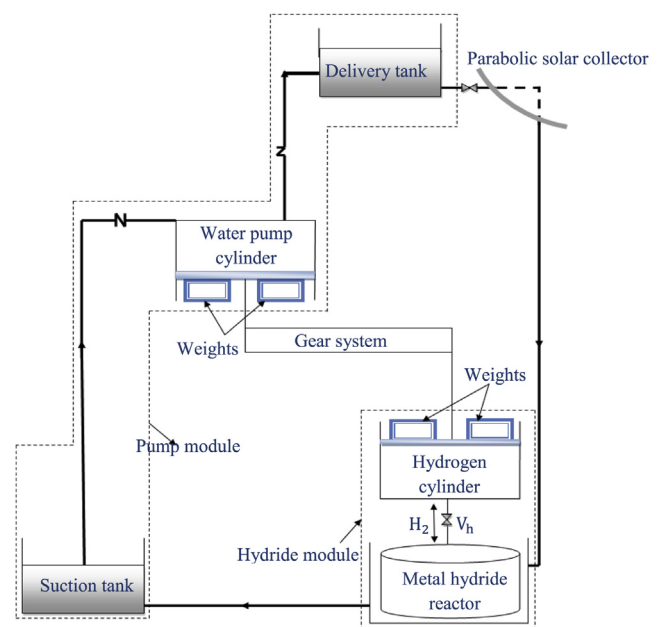 Delivery tank
Parabolic solar collector
Water pump
cylinder
Weights
Gear system
Weights
Pump module
Hydrogen
cylinder
H₂
Vₕ
Hydride module
Metal hydride
reactor
Suction tank